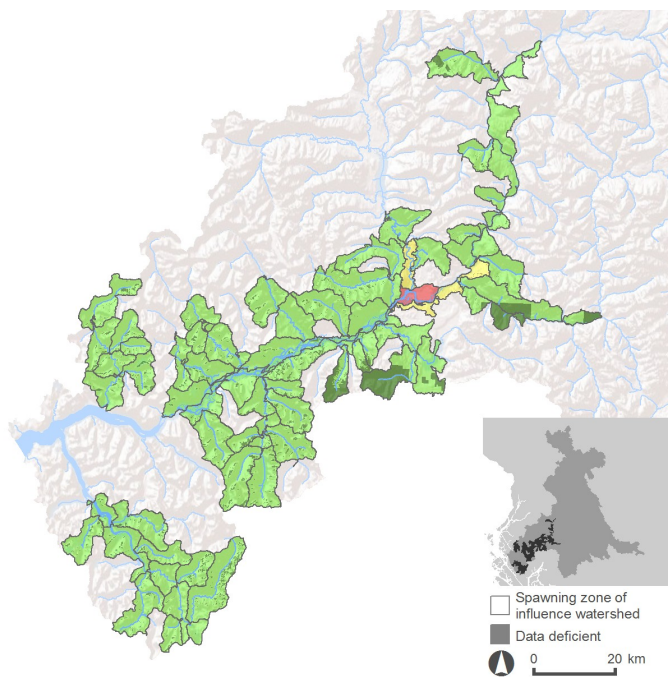 Spawning zone of
influence watershed
Data deficient
0 20 km